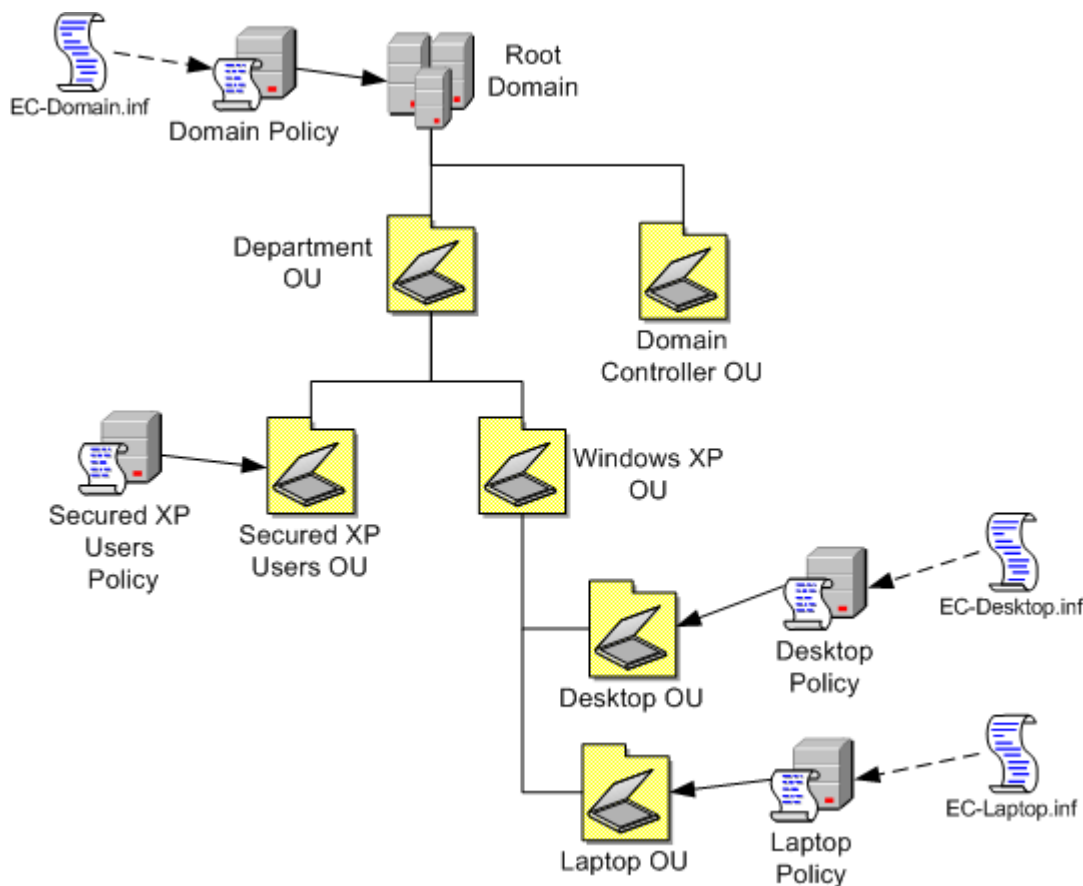 Root
Domain
EC-Domain.inf
Domain Policy
Department
OU
Domain
Controller OU
Windows XP
OU
Secured XP
Users
Policy
Secured XP
Users OU
EC-Desktop.inf
Desktop
Policy
Desktop OU
EC-Laptop.inf
Laptop
Policy
Laptop OU